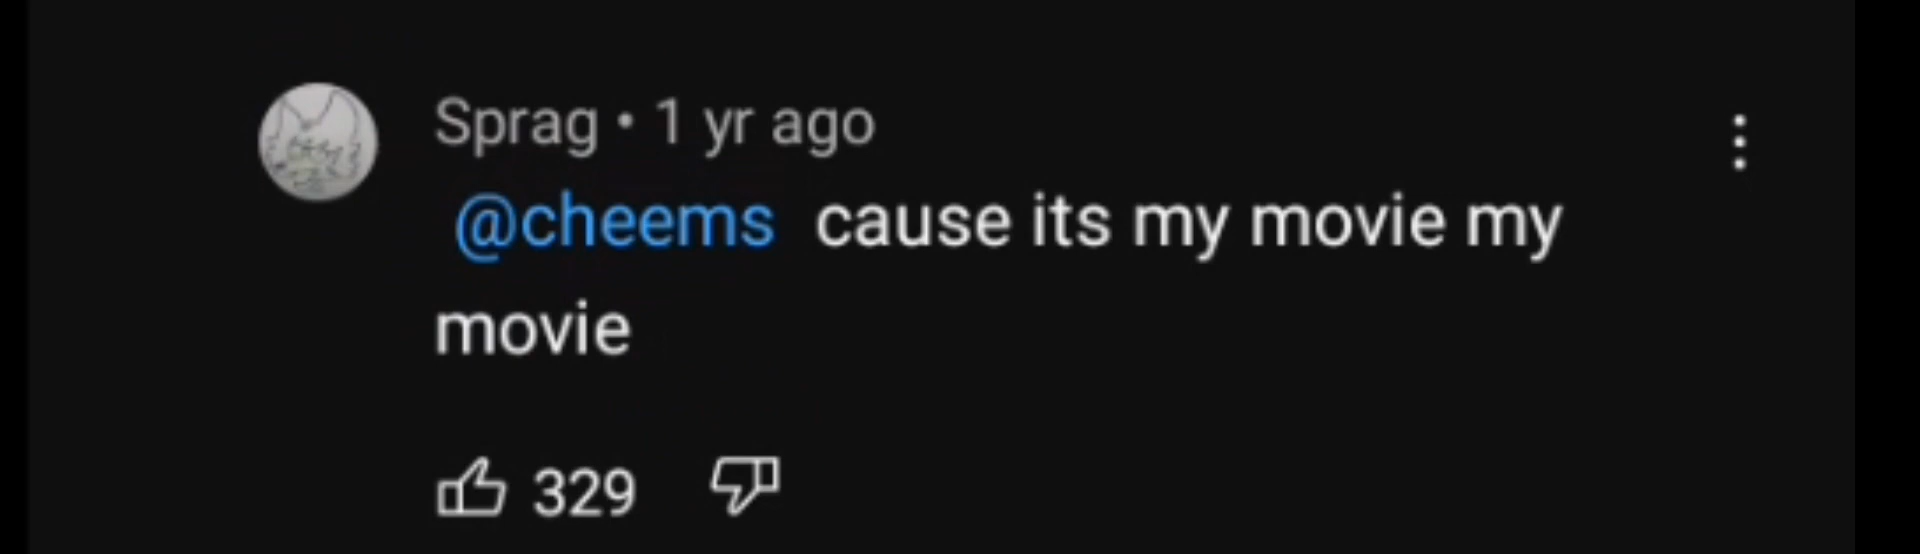 Sprag • 1 yr ago
@cheems cause its my movie my
movie
329